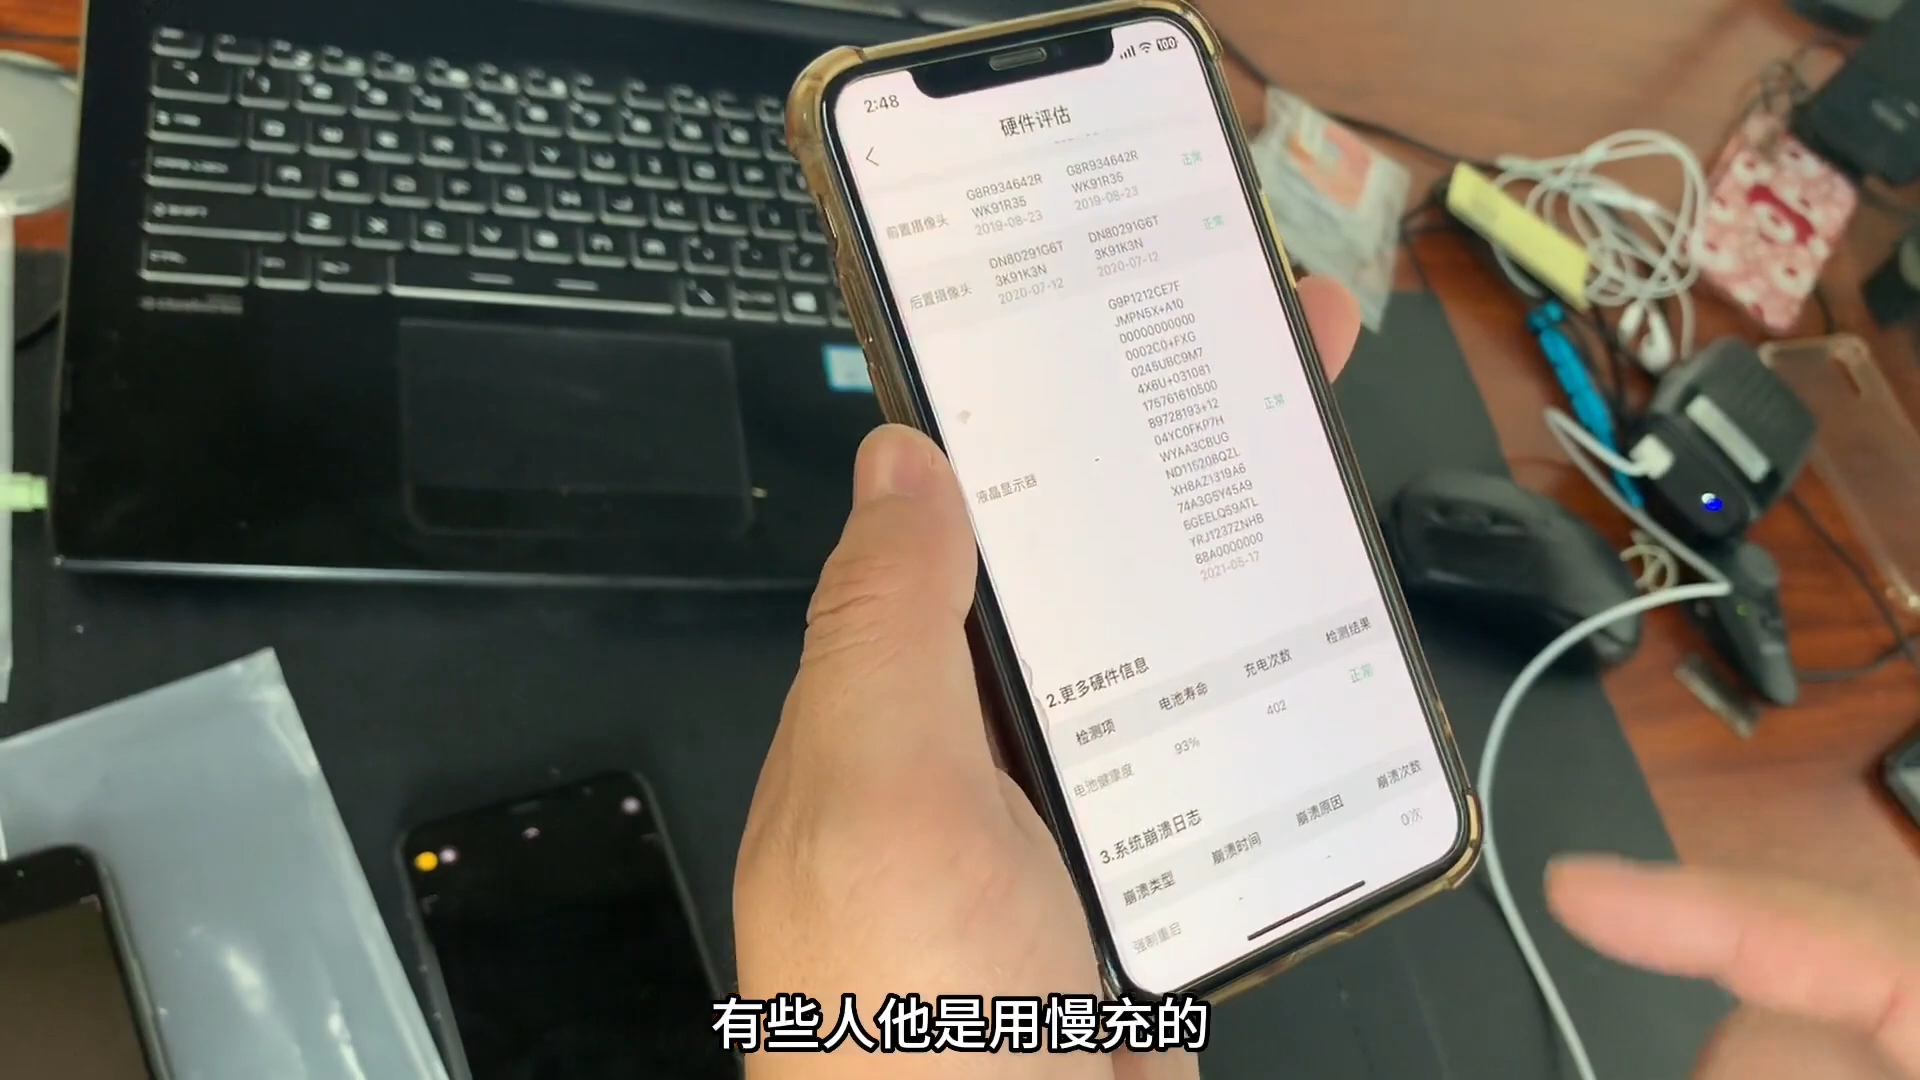 2:48
100
硬件评估
前置摄像头
G8R934642R
WK91R35
2019-08-23
G8R934642R
WK91R35
2019-08-23
正常
后置摄像头
DN80291G6T
3K91K3N
2020-07-12
DN80291G6T
3K91K3N
2020-07-12
正常
液晶显示器
-
G9P1212CE7F
JMPN5X+A10
00000000000
0002C0+FXG
0245UBC9M7
4X6U+031081
175761610500
89728193+12
04YC0FKP7H
WYAA3CBUG
ND115208QZL
XH8AZ1319A6
74A3G5Y45A9
6GEELQ59ATL
YRJ1237ZNHB
88A0000000
2021-05-17
正常
2.更多硬件信息
检测项 电池寿命 充电次数 检测结果
电池健康度 93% 402 正常
3.系统崩溃日志
崩溃类型 崩溃时间 崩溃原因 崩溃次数
强制重启 - - 0次
有些人他是用慢充的